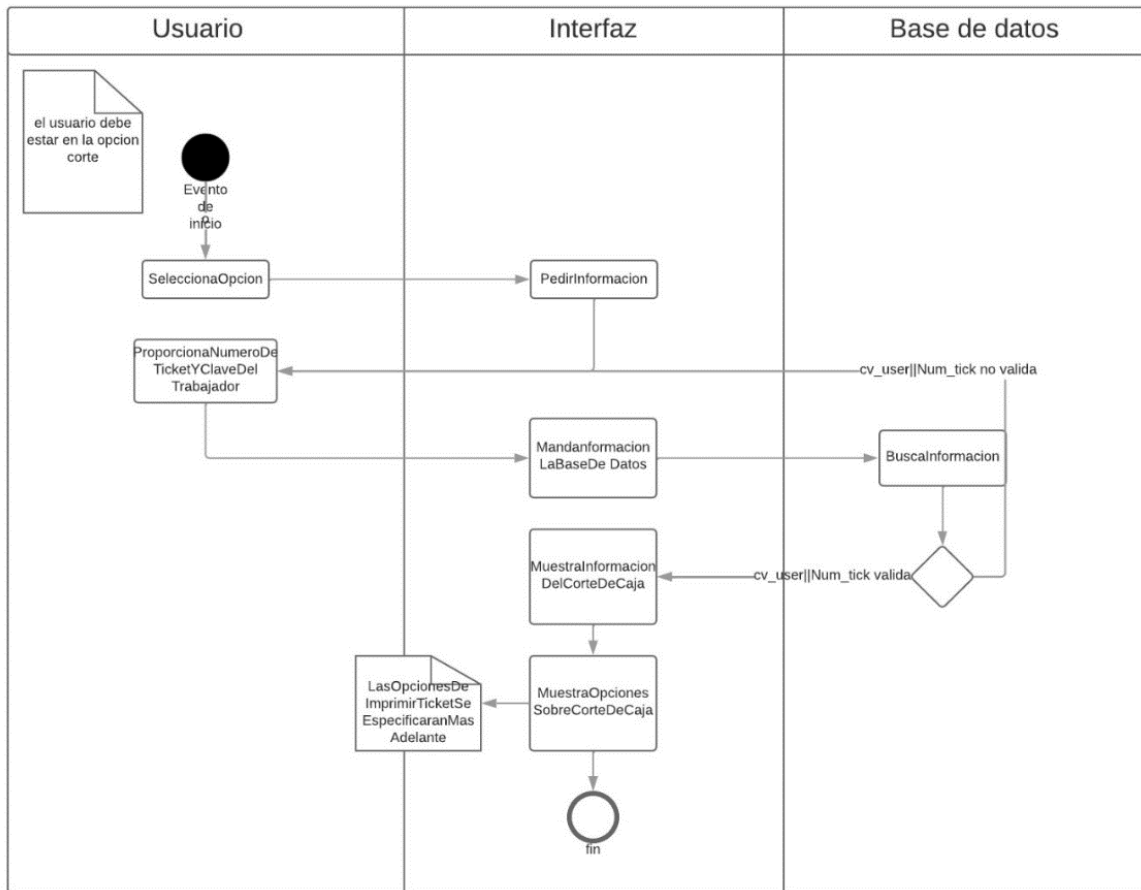 Usuario
Interfaz
Base de datos
el usuario debe
estar en la opcion
corte
Evento
de
inicio
SeleccionaOpcion
PedirInformacion
ProporcionaNumeroDe
TicketYClaveDel
Trabajador
cv_user||Num_tick no valida
Mandanformacion
LaBaseDe Datos
BuscaInformacion
MuestraInformacion
DelCorteDeCaja
cv_user||Num_tick valida
LasOpcionesDe
ImprimirTicketSe
EspecificaranMas
Adelante
MuestraOpciones
SobreCorteDeCaja
fin